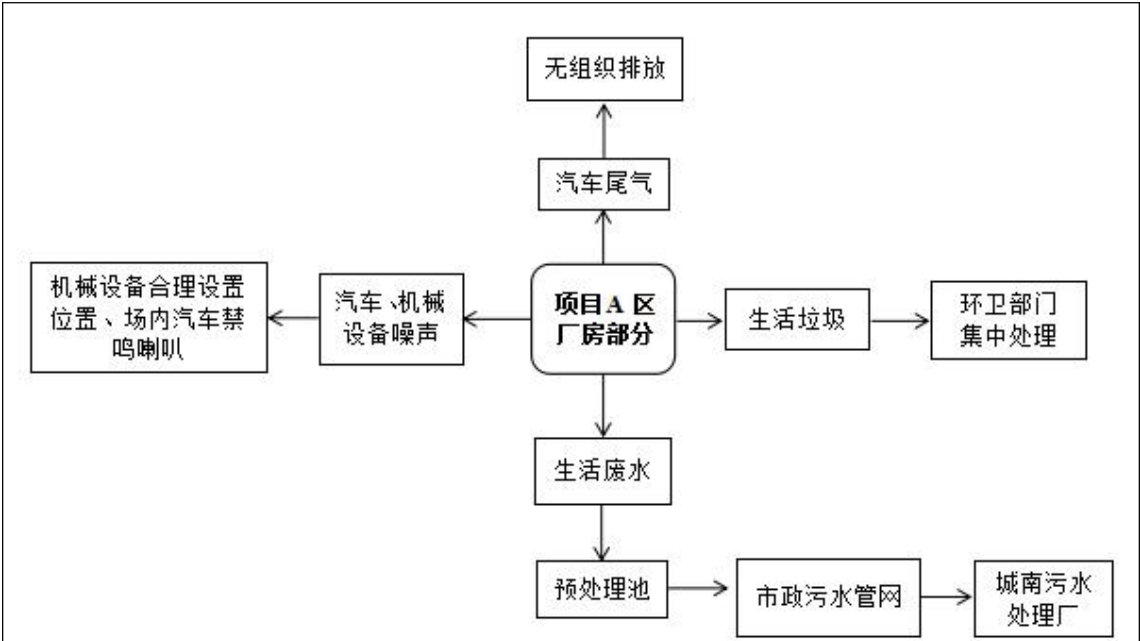 无组织排放
汽车尾气
机械设备合理设置
位置、场内汽车禁
鸣喇叭
汽车、机械
设备噪声
项目A 区
厂房部分
生活垃圾
环卫部门
集中处理
生活废水
预处理池
市政污水管网
城南污水
处理厂